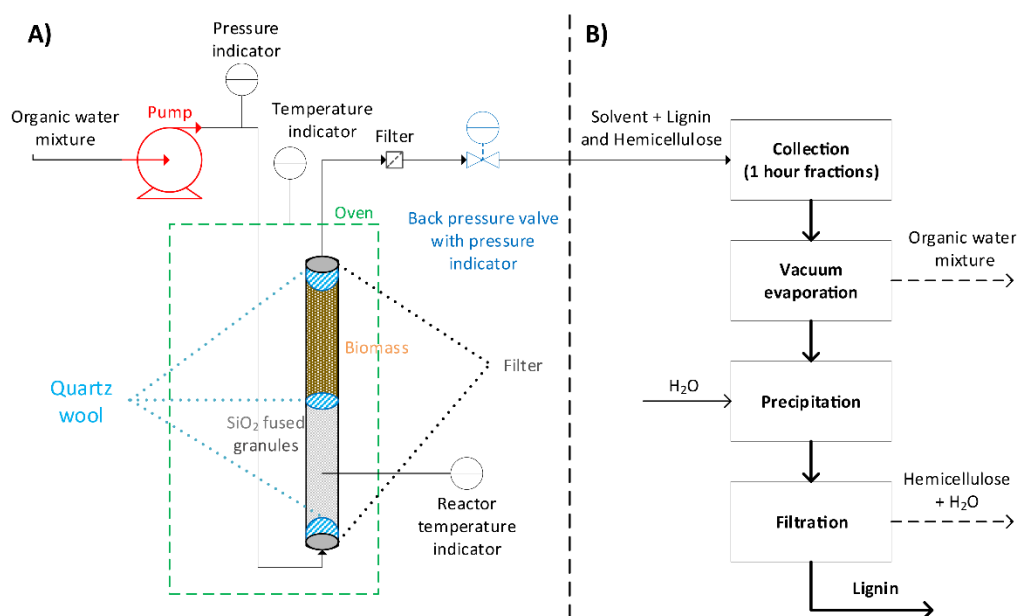 A)
Pressure
indicator
B)
Organic water
mixture
Pump
Temperature
indicator
Filter
Solvent + Lignin
and Hemicellulose
Collection
(1 hour fractions)
Oven
Back pressure valve
with pressure
indicator
Vacuum
evaporation
Organic water
mixture
Biomass
Filter
Quartz
wool
SiO₂ fused
granules
H₂O
Precipitation
Reactor
temperature
indicator
Filtration
Hemicellulose
+ H₂O
Lignin